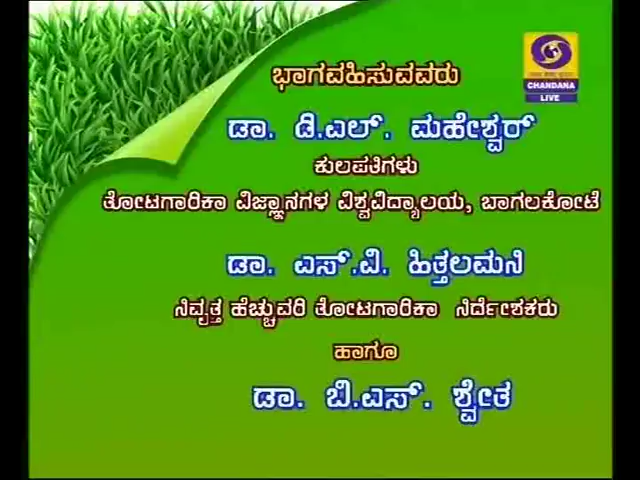 ಭಾಗವಹಿಸುವವರು
CHANDANA
LIVE
ಡಾ. ಡಿ.ಎಲ್. ಮಹೇಶ್ವರ್
ಕುಲಪತಿಗಳು
ತೋಟಗಾರಿಕಾ ವಿಜ್ಞಾನಗಳ ವಿಶ್ವವಿದ್ಯಾಲಯ, ಬಾಗಲಕೋಟೆ
ಡಾ. ಎಸ್.ವಿ. ಹಿತ್ತಲಮನಿ
ನಿವೃತ್ತ ಹೆಚ್ಚುವರಿ ತೋಟಗಾರಿಕಾ ನಿರ್ದೇಶಕರು
ಹಾಗೂ
ಡಾ. ಬಿ.ಎಸ್. ಶ್ವೇತ